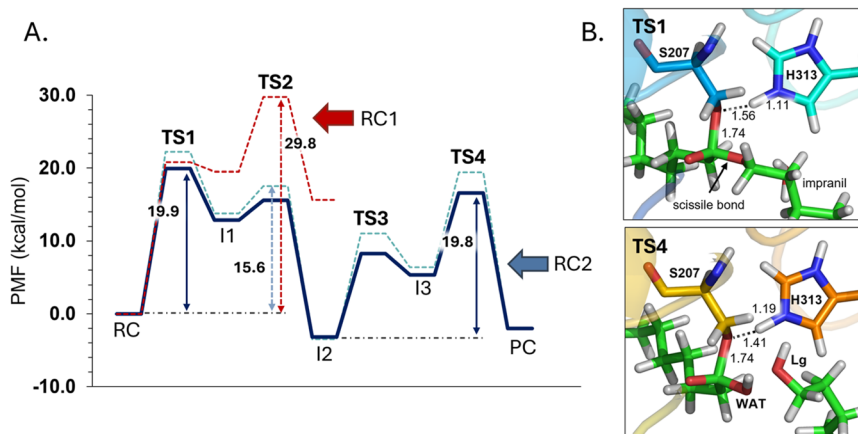 A.
PMF (kcal/mol)
30.0
20.0
10.0
0.0
-10.0
TS1
TS2
TS3
TS4
RC1
RC2
29.8
19.9
15.6
19.8
RC
I1
I2
I3
PC
B.
TS1
S207
H313
1.11
1.56
1.74
impranil
scissile bond
TS4
S207
H313
1.19
1.41
1.74
Lg
WAT